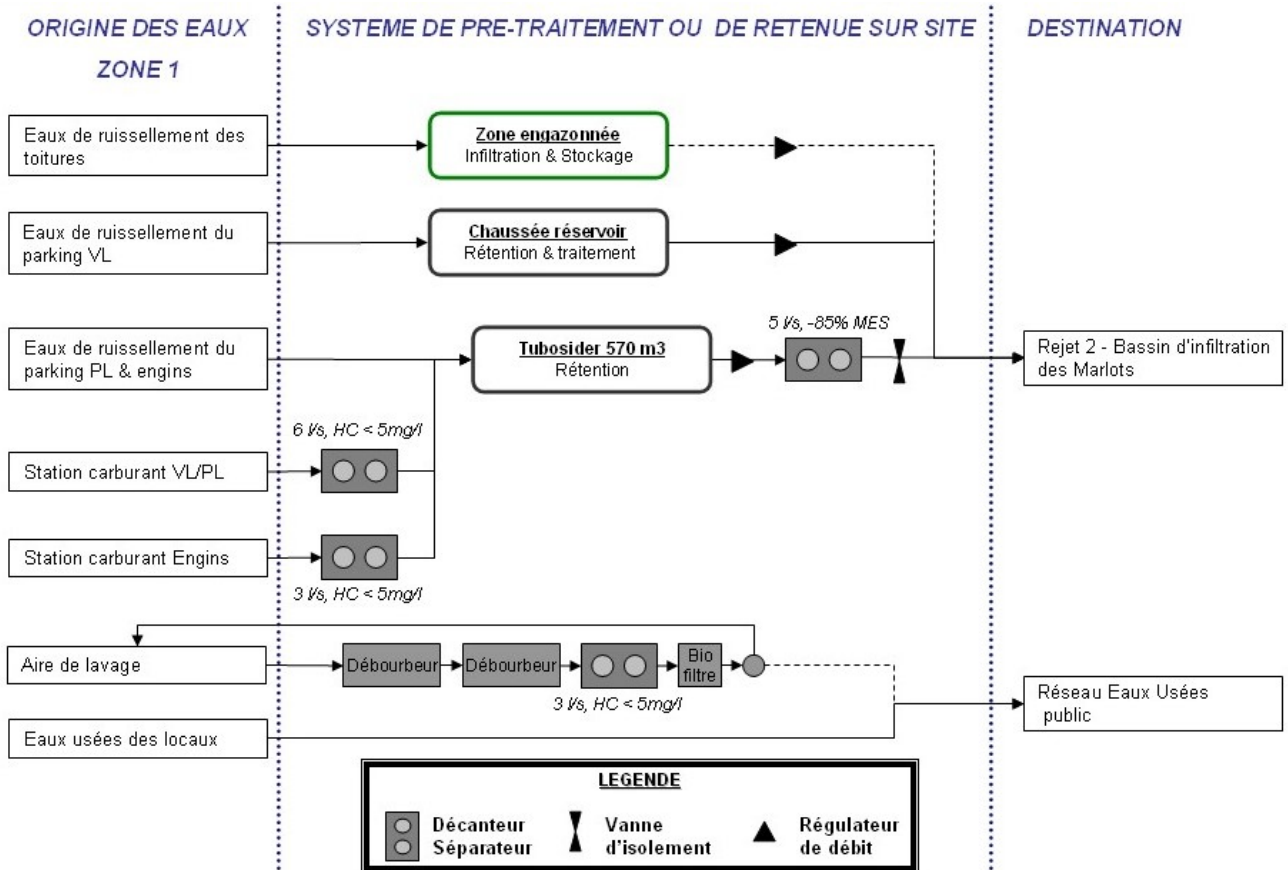 ORIGINE DES EAUX
ZONE 1
SYSTEME DE PRE-TRAITEMENT OU DE RETENUE SUR SITE
DESTINATION
Eaux de ruissellement des
toitures
Zone engazonnée
Infiltration & Stockage
Eaux de ruissellement du
parking VL
Chaussée réservoir
Rétention & traitement
Eaux de ruissellement du
parking PL & engins
Tubosider 570 m3
Rétention
5 l/s, -85% MES
Rejet 2 - Bassin d'infiltration
des Marlots
6 l/s, HC < 5mg/l
Station carburant VL/PL
Station carburant Engins
3 l/s, HC < 5mg/l
Aire de lavage
Débourbeur
Débourbeur
Bio
filtre
3 l/s, HC < 5mg/l
Réseau Eaux Usées
public
Eaux usées des locaux
LEGENDE
Décanteur
Séparateur
Vanne
d'isolement
Régulateur
de débit